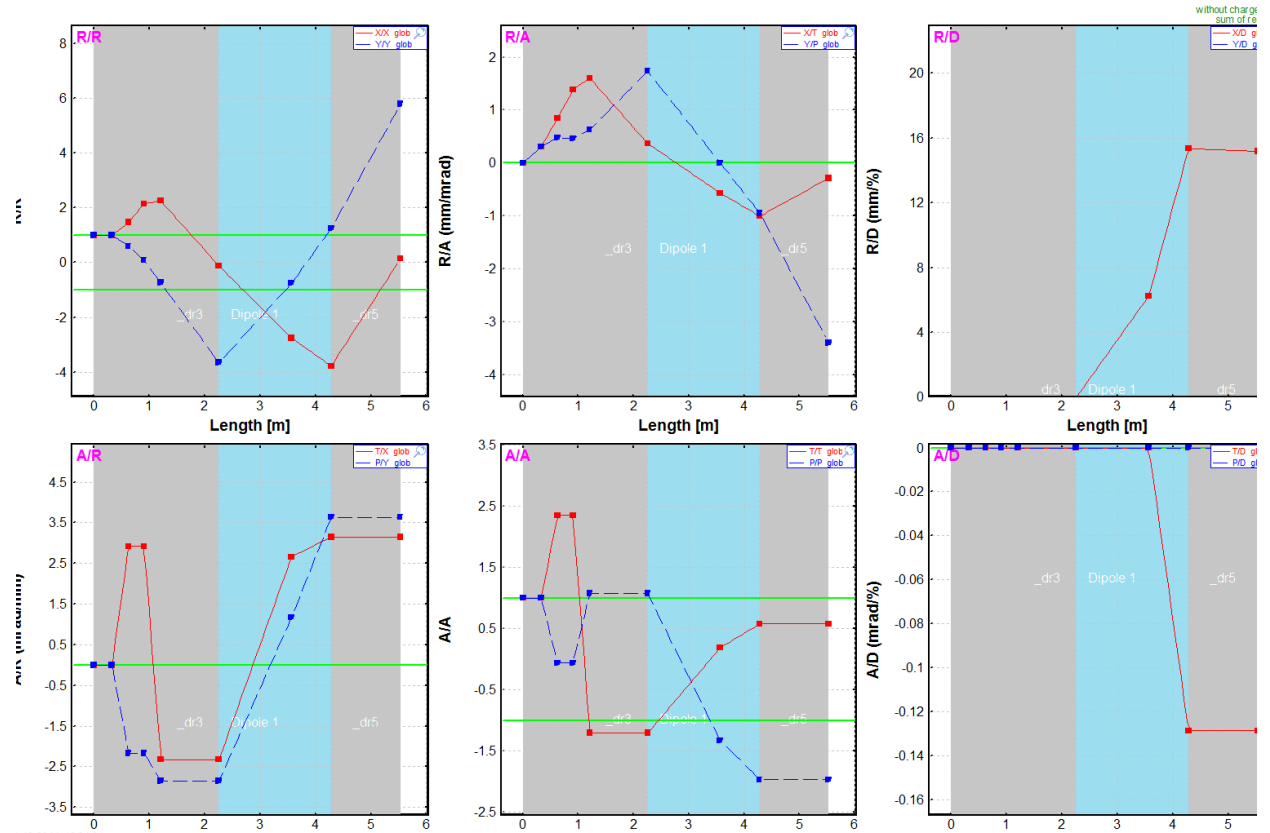 without charge
sum of re
R/R
X/X glob
Y/Y glob
R/A
X/T glob
Y/P glob
R/D
X/D gl
Y/D gl
8
6
4
2
0
-2
-4
R/A (mm/mrad)
2
1
0
-1
-2
-3
-4
R/D (mm/%)
20
16
12
8
4
0
_dr3
Dipole 1
_dr5
_dr3
Dipole 1
_dr5
dr3
Dipole 1
_dr5
0 1 2 3 4 5 6
0 1 2 3 4 5 6
0 1 2 3 4 5
Length [m]
Length [m]
Length [m]
A/R
T/X glob
P/Y glob
A/A
T/T glob
P/P glob
A/D
T/D gl
P/D gl
4.5
3.5
2.5
1.5
0.5
-0.5
-1.5
-2.5
-3.5
A/A
3.5
2.5
1.5
0.5
-0.5
-1.5
-2.5
A/D (mrad/%)
0
-0.02
-0.04
-0.06
-0.08
-0.1
-0.12
-0.14
-0.16
_dr3
Dipole 1
_dr5
_dr3
Dipole 1
_dr5
_dr3
Dipole 1
_dr5
0 1 2 3 4 5 6
0 1 2 3 4 5 6
0 1 2 3 4 5